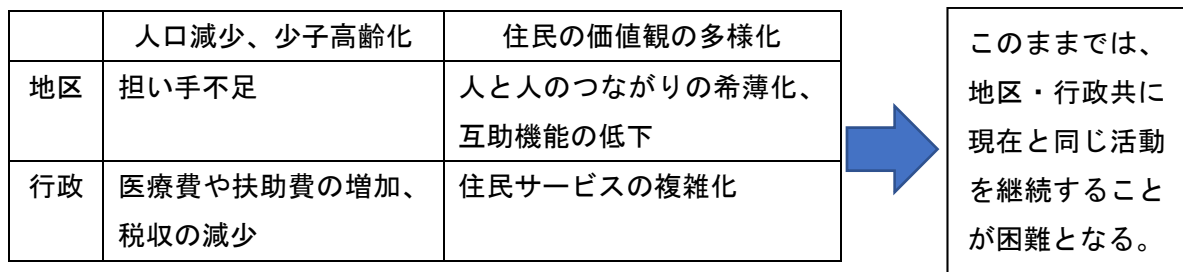 人口減少、少子高齢化 住民の価値観の多様化
地区 担い手不足 人と人のつながりの希薄化、
互助機能の低下
行政 医療費や扶助費の増加、 住民サービスの複雑化
税収の減少
このままでは、
地区・行政共に
現在と同じ活動
を継続すること
が困難となる。